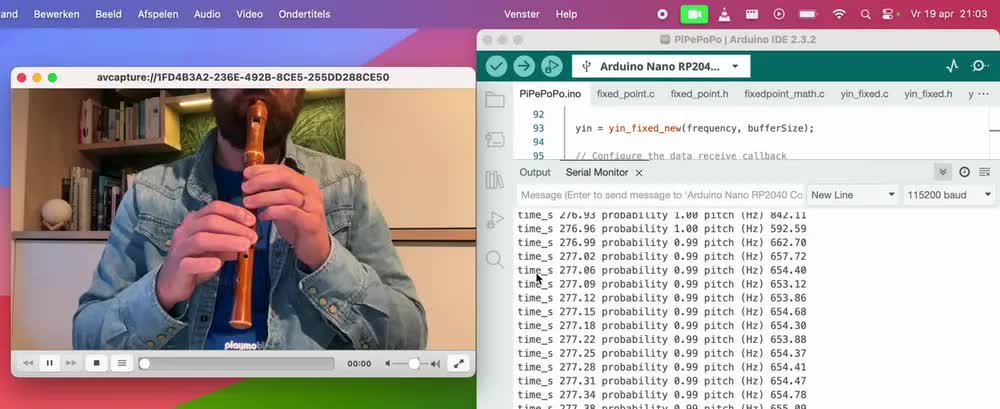 and Bewerken Beeld Afspelen Audio Video Ondertitels Venster Help Vr 19 apr 21:03
avcapture://1FD4B3A2-236E-492B-8CE5-255DD288CE50
playmobil
00:00
PiPePoPo | Arduino IDE 2.3.2
Arduino Nano RP204...
PiPePoPo.ino fixed_point.c fixed_point.h fixedpoint_math.c yin_fixed.c yin_fixed.h y ...
92
93 yin = yin_fixed_new(frequency, bufferSize);
94
95 // Configure the data receive callback
Output Serial Monitor
Message (Enter to send message to 'Arduino Nano RP2040 Co New Line 115200 baud
time_s 276.93 probability 1.00 pitch (Hz) 842.11
time_s 276.96 probability 1.00 pitch (Hz) 592.59
time_s 276.99 probability 0.99 pitch (Hz) 662.70
time_s 277.02 probability 0.99 pitch (Hz) 657.72
time_s 277.06 probability 0.99 pitch (Hz) 654.40
time_s 277.09 probability 0.99 pitch (Hz) 653.12
time_s 277.12 probability 0.99 pitch (Hz) 653.86
time_s 277.15 probability 0.99 pitch (Hz) 654.68
time_s 277.18 probability 0.99 pitch (Hz) 654.30
time_s 277.22 probability 0.99 pitch (Hz) 653.88
time_s 277.25 probability 0.99 pitch (Hz) 654.37
time_s 277.28 probability 0.99 pitch (Hz) 654.41
time_s 277.31 probability 0.99 pitch (Hz) 654.47
time_s 277.34 probability 0.99 pitch (Hz) 654.78
time_s 277.38 probability 0.99 pitch (Hz) 655.09